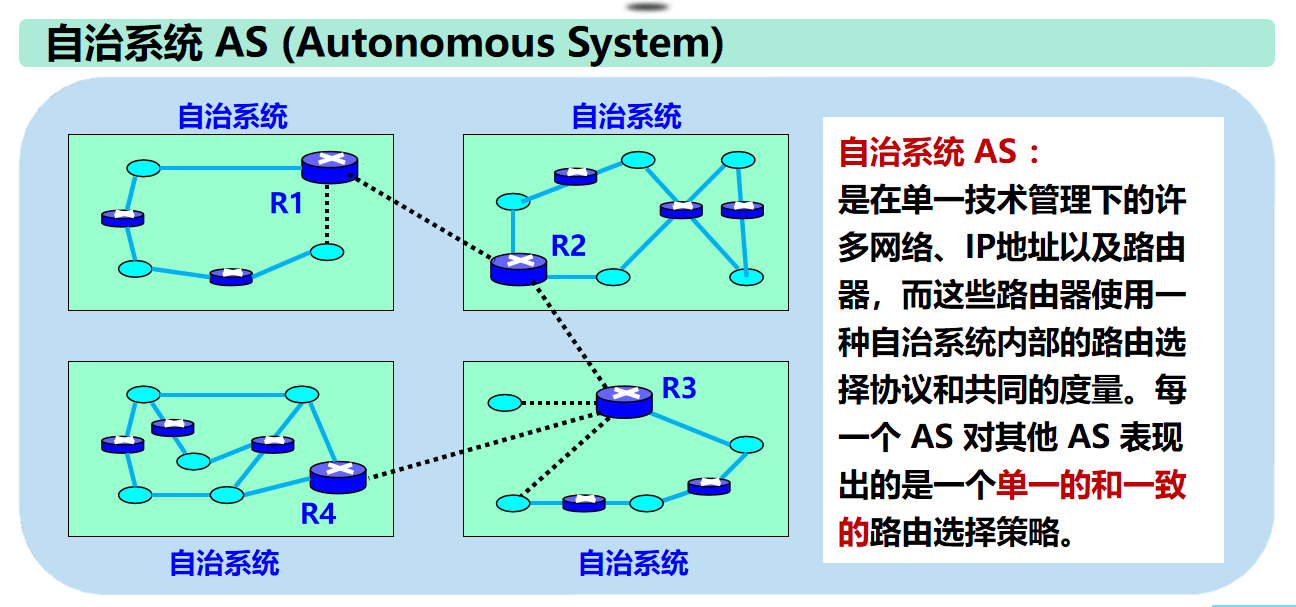 自治系统 AS (Autonomous System)
自治系统
自治系统
R1
R2
R3
R4
自治系统
自治系统
自治系统 AS：
是在单一技术管理下的许
多网络、IP地址以及路由
器，而这些路由器使用一
种自治系统内部的路由选
择协议和共同的度量。每
一个 AS 对其他 AS 表现
出的是一个单一的和一致
的路由选择策略。